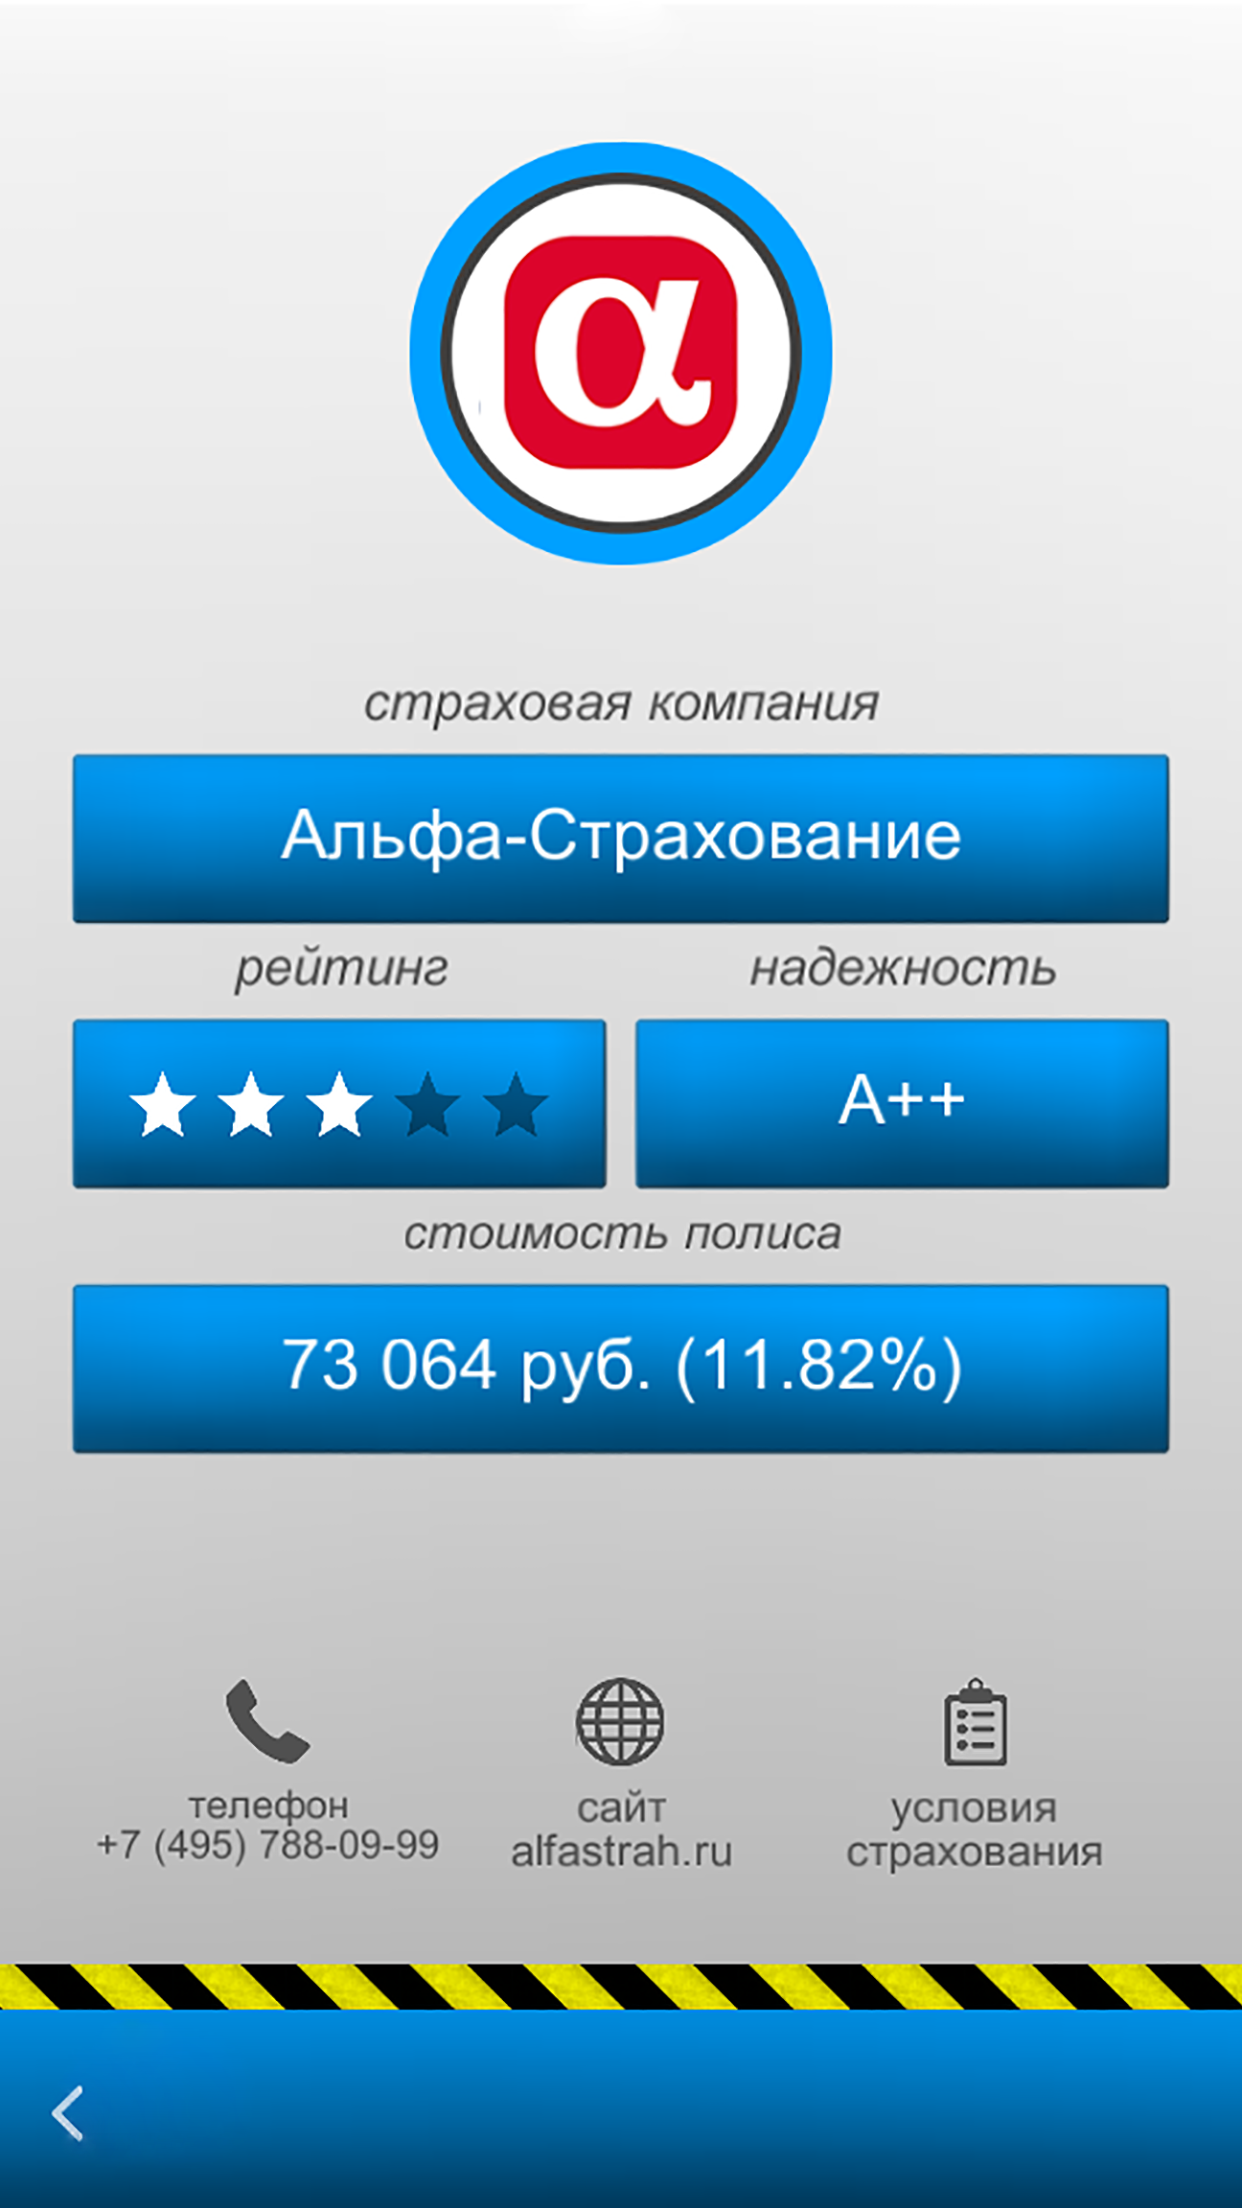 α
страховая компания
Альфа-Страхование
рейтинг
надежность
А++
стоимость полиса
73 064 руб. (11.82%)
телефон
+7 (495) 788-09-99
сайт
alfastrah.ru
условия
страхования